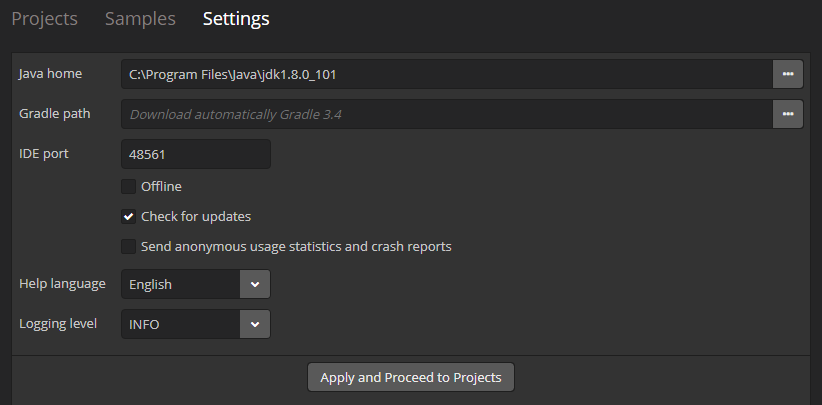 Projects Samples Settings
Java home C:\Program Files\Java\jdk1.8.0_101 •••
Gradle path Download automatically Gradle 3.4 •••
IDE port 48561
Offline
Check for updates
Send anonymous usage statistics and crash reports
Help language English
Logging level INFO
Apply and Proceed to Projects